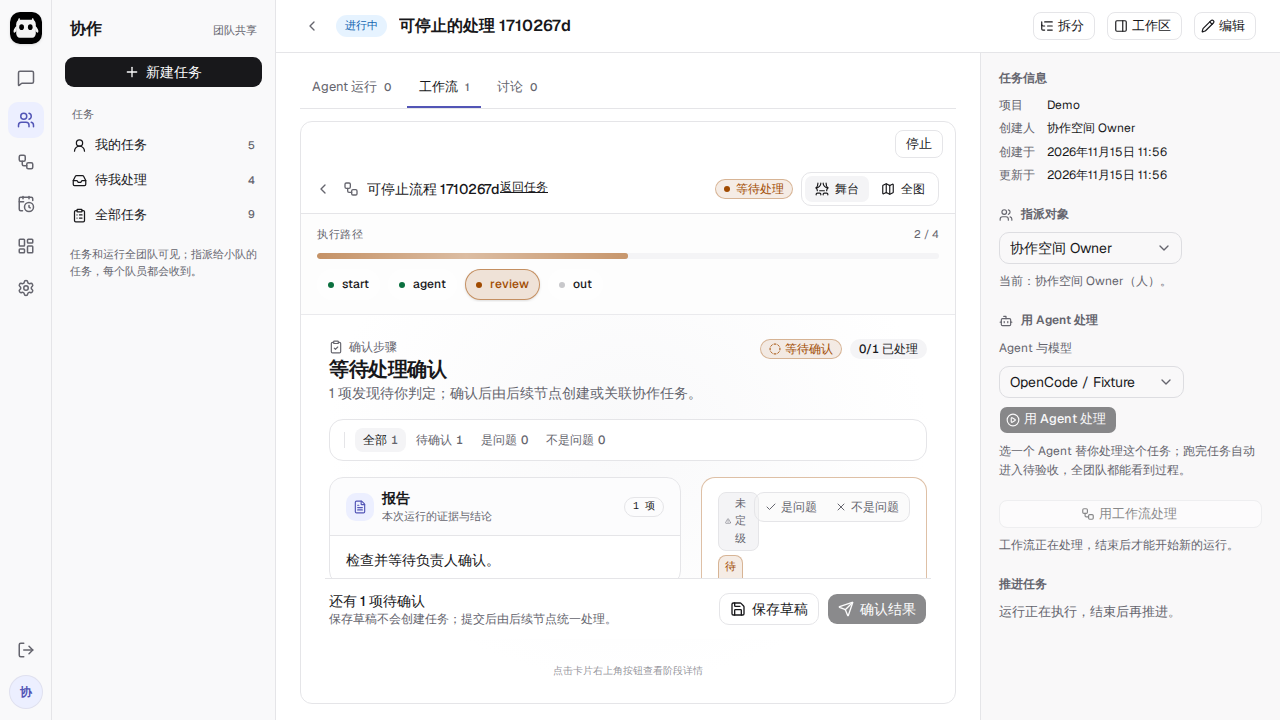 协作
团队共享
新建任务
任务
我的任务 5
待我处理 4
全部任务 9
任务和运行全团队可见；指派给小队的
任务，每个队员都会收到。
协
进行中
可停止的处理 1710267d
拆分
工作区
编辑
Agent 运行 0
工作流 1
讨论 0
停止
可停止流程 1710267d返回任务
等待处理
舞台
全图
执行路径
2 / 4
start
agent
review
out
确认步骤
等待处理确认
1 项发现待你判定；确认后由后续节点创建或关联协作任务。
等待确认
0/1 已处理
全部 1
待确认 1
是问题 0
不是问题 0
报告
本次运行的证据与结论
1 项
检查并等待负责人确认。
未
定
级
是问题
不是问题
待
还有 1 项待确认
保存草稿不会创建任务；提交后由后续节点统一处理。
保存草稿
确认结果
点击卡片右上角按钮查看阶段详情
任务信息
项目 Demo
创建人 协作空间 Owner
创建于 2026年11月15日 11:56
更新于 2026年11月15日 11:56
指派对象
协作空间 Owner
当前：协作空间 Owner（人）。
用 Agent 处理
Agent 与模型
OpenCode / Fixture
用 Agent 处理
选一个 Agent 替你处理这个任务；跑完任务自动
进入待验收，全团队都能看到过程。
用工作流处理
工作流正在处理，结束后才能开始新的运行。
推进任务
运行正在执行，结束后再推进。